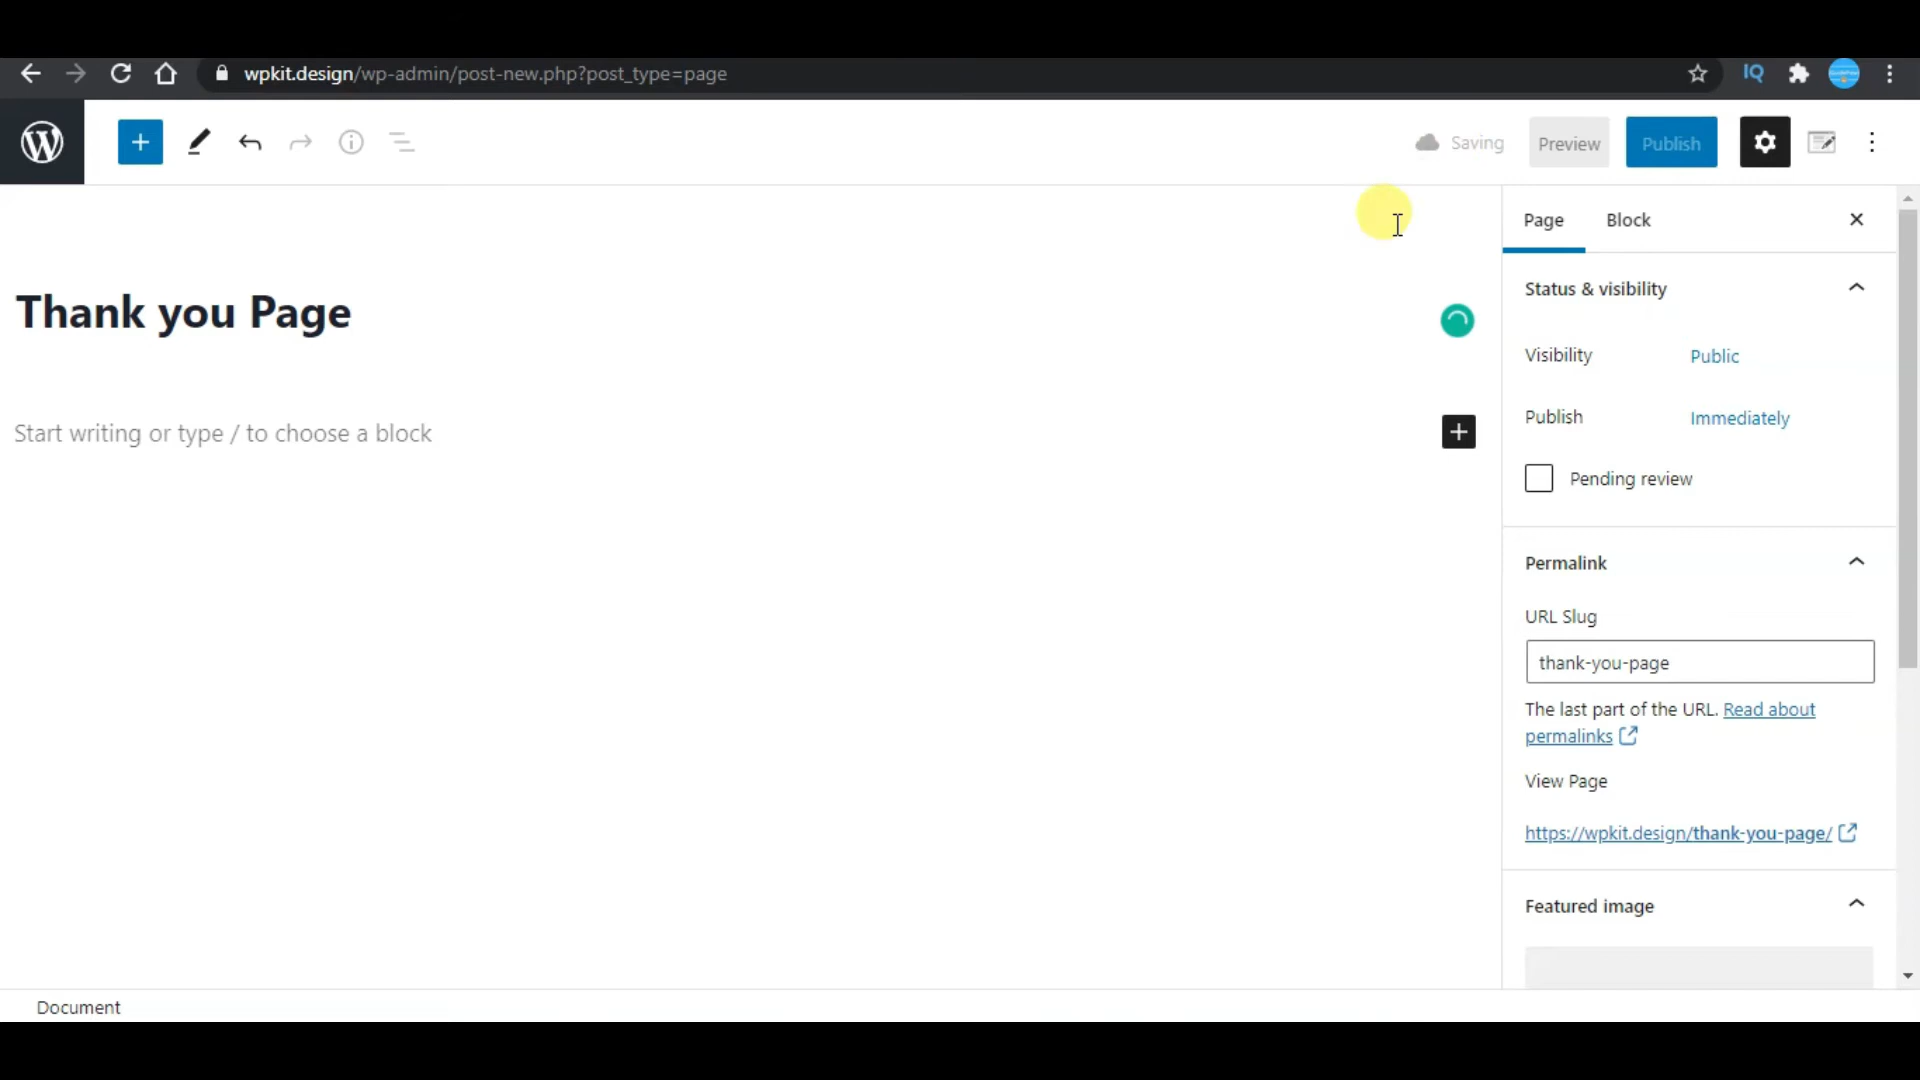 wpkit.design/wp-admin/post-new.php?post_type=page
IQ
Saving
Preview
Publish
Page
Block
Thank you Page
Start writing or type / to choose a block
Status & visibility
Visibility
Public
Publish
Immediately
Pending review
Permalink
URL Slug
thank-you-page
The last part of the URL. Read about
permalinks
View Page
https://wpkit.design/thank-you-page/
Featured image
Document